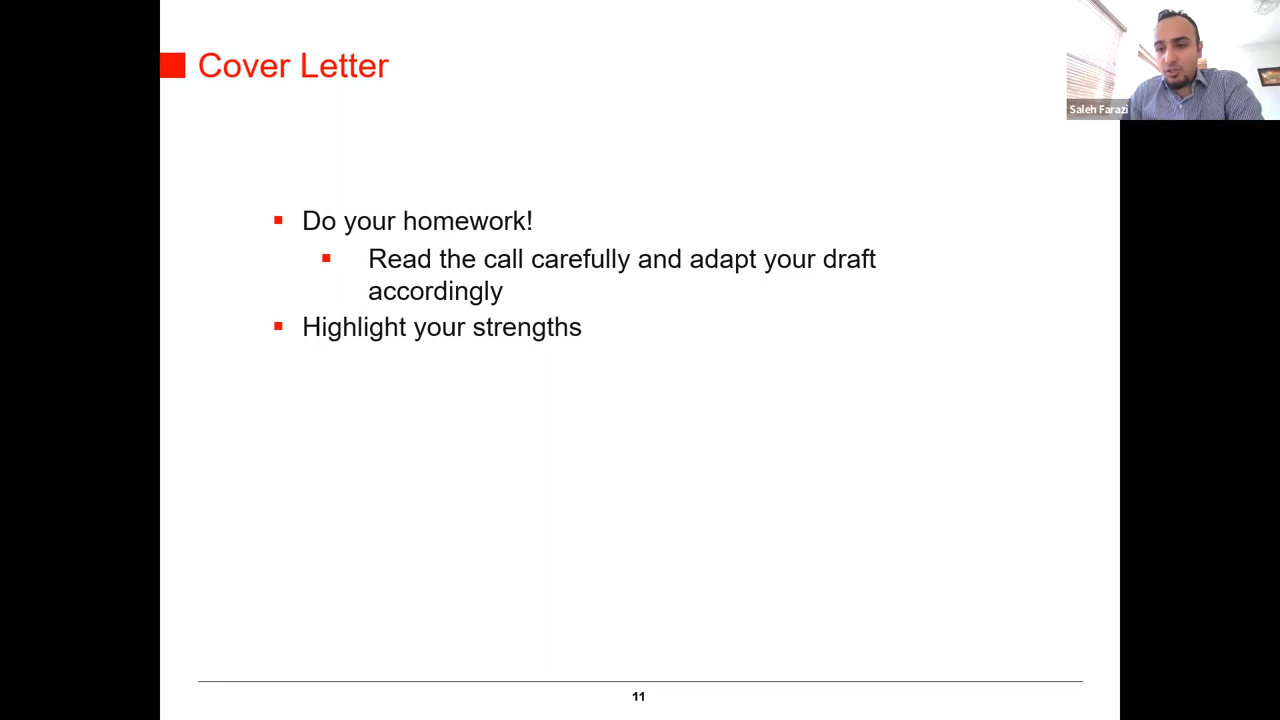 Cover Letter
Saleh Farazi
Do your homework!
Read the call carefully and adapt your draft
accordingly
Highlight your strengths
11